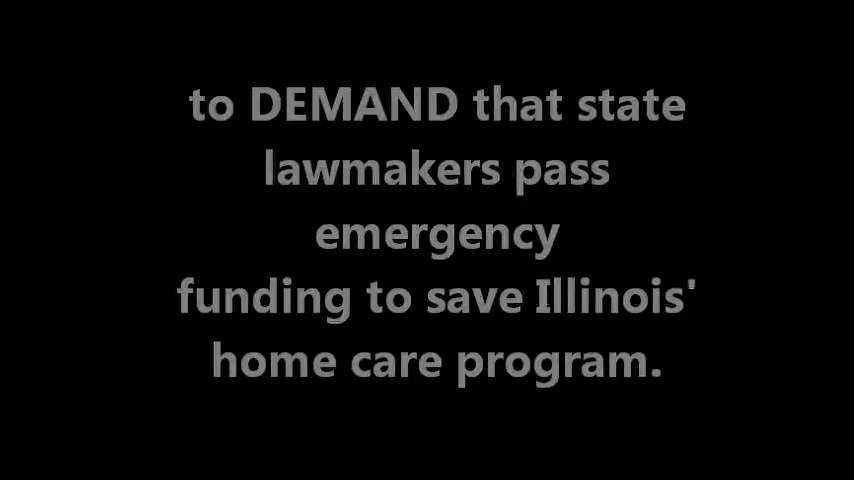 to DEMAND that state
lawmakers pass
emergency
funding to save Illinois'
home care program.